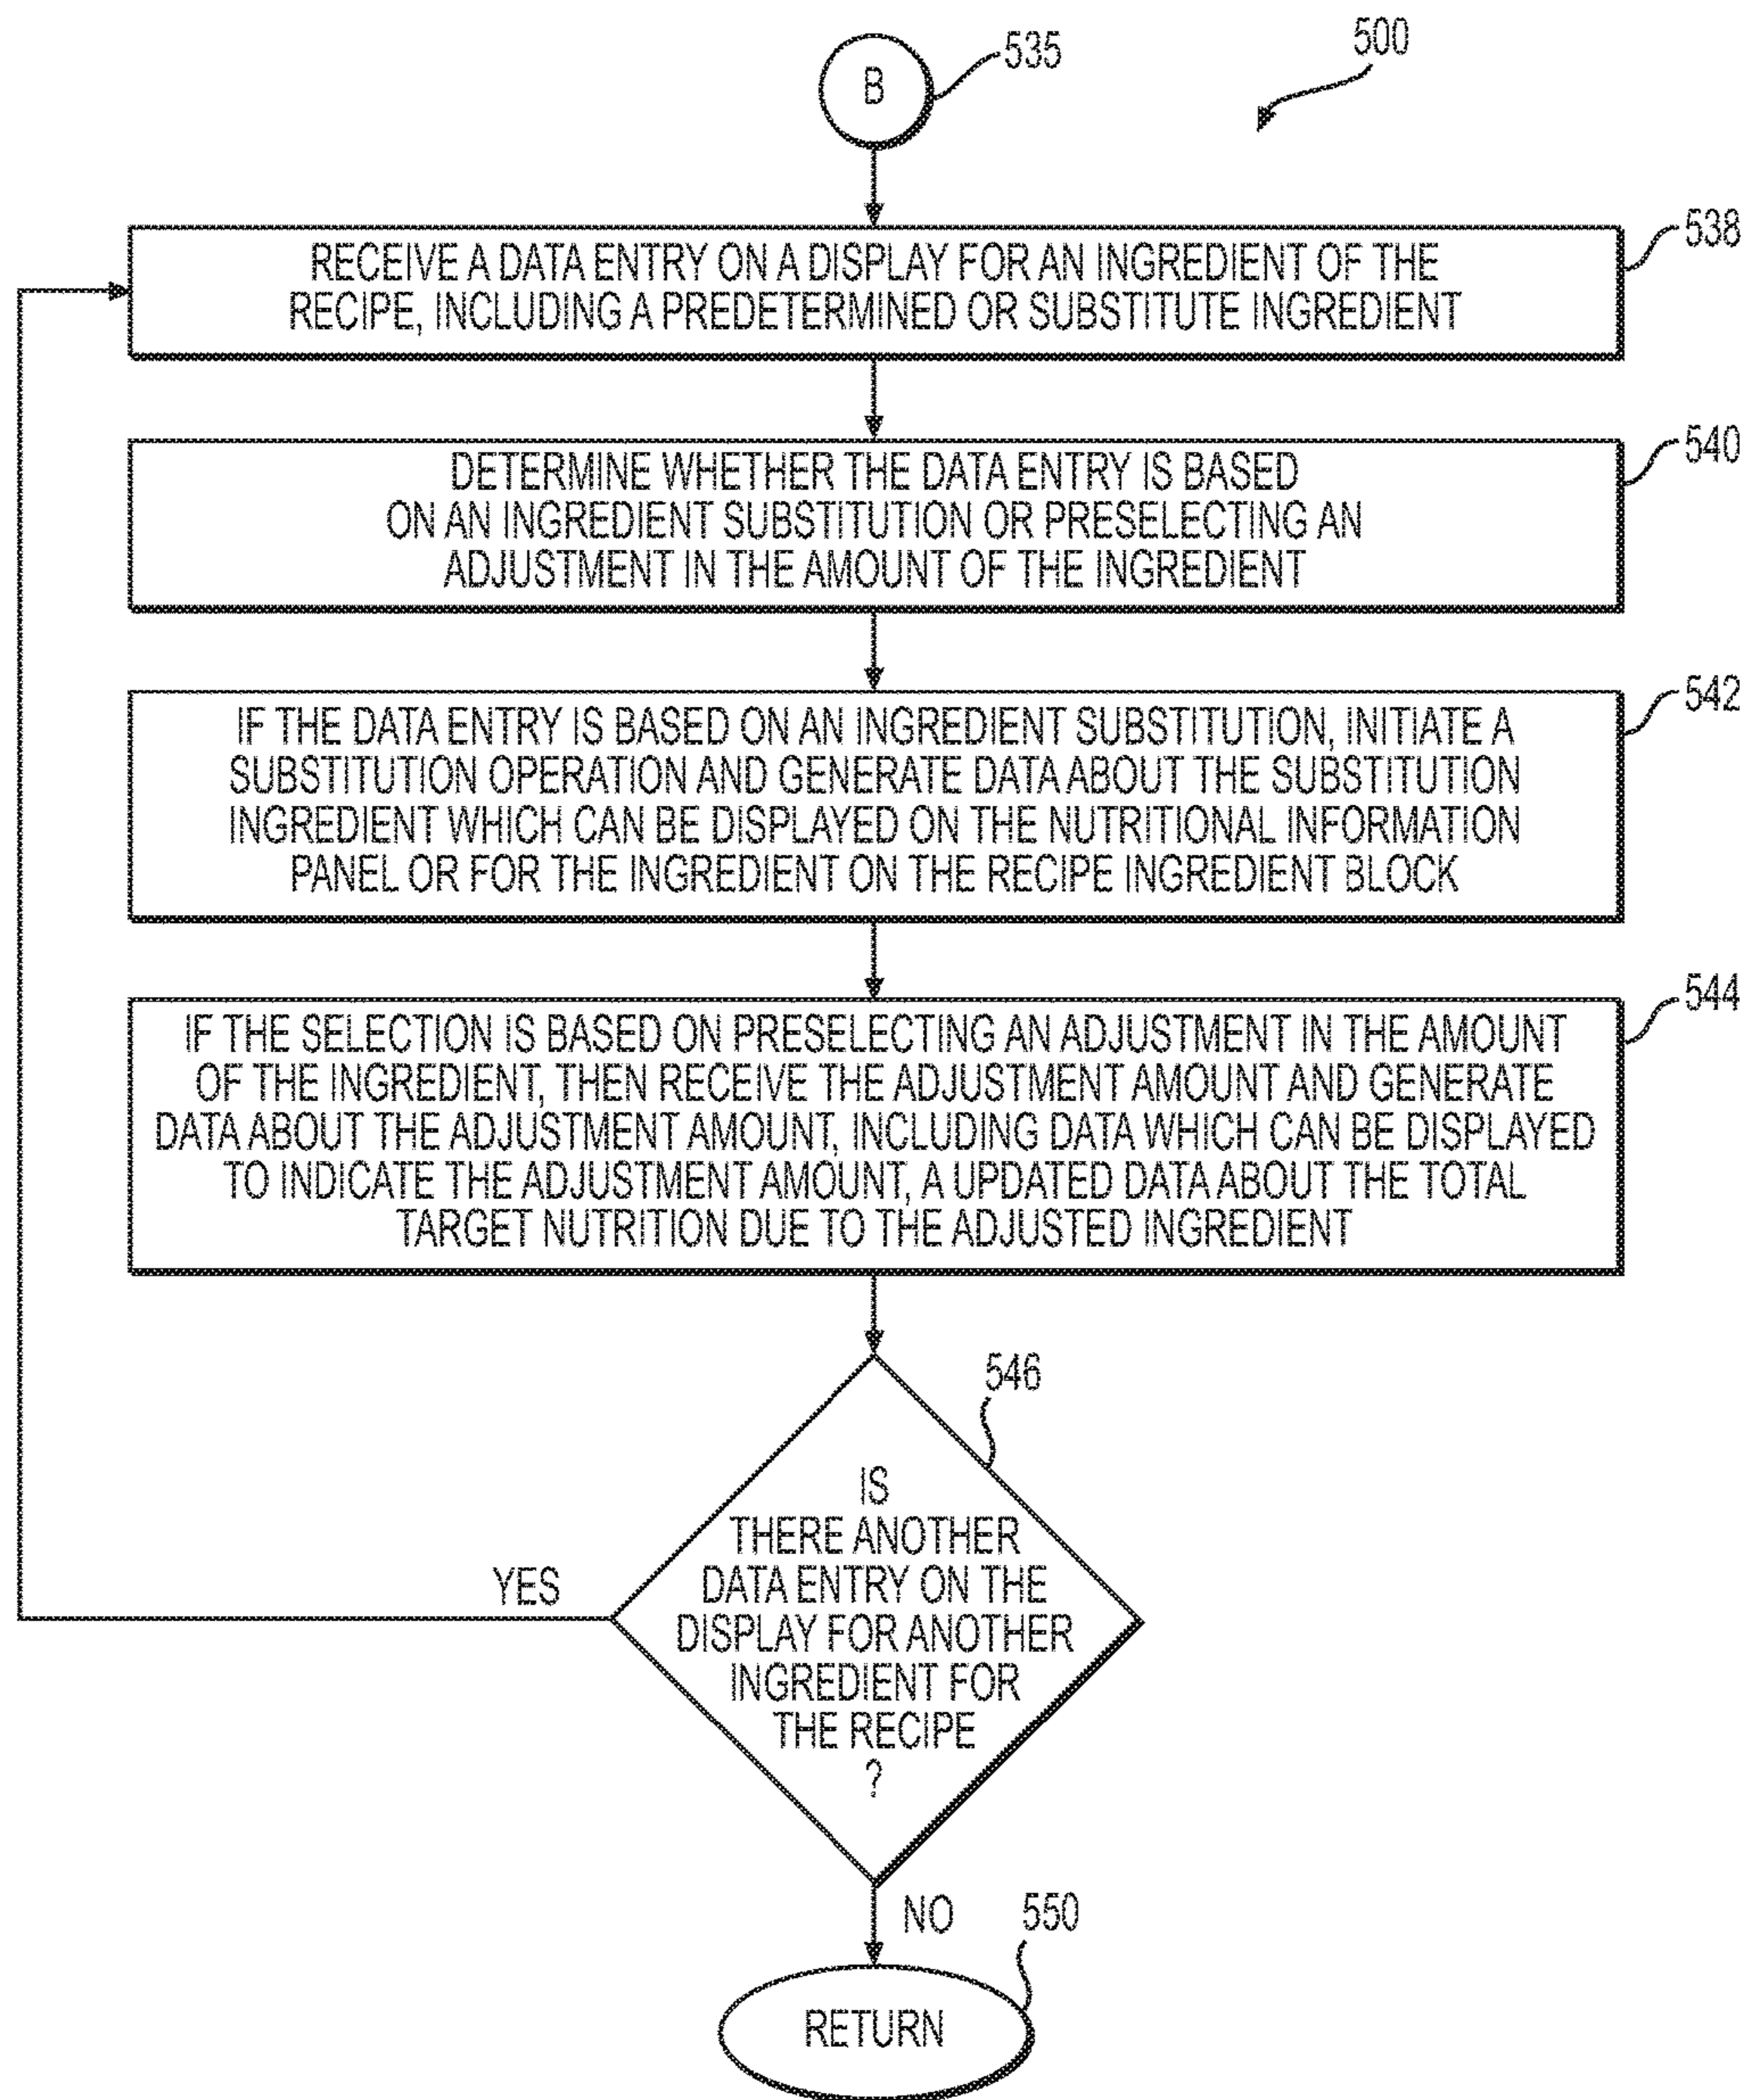 B
535
500
RECEIVE A DATA ENTRY ON A DISPLAY FOR AN INGREDIENT OF THE
RECIPE, INCLUDING A PREDETERMINED OR SUBSTITUTE INGREDIENT
538
DETERMINE WHETHER THE DATA ENTRY IS BASED
ON AN INGREDIENT SUBSTITUTION OR PRESELECTING AN
ADJUSTMENT IN THE AMOUNT OF THE INGREDIENT
540
IF THE DATA ENTRY IS BASED ON AN INGREDIENT SUBSTITUTION, INITIATE A
SUBSTITUTION OPERATION AND GENERATE DATA ABOUT THE SUBSTITUTION
INGREDIENT WHICH CAN BE DISPLAYED ON THE NUTRITIONAL INFORMATION
PANEL OR FOR THE INGREDIENT ON THE RECIPE INGREDIENT BLOCK
542
IF THE SELECTION IS BASED ON PRESELECTING AN ADJUSTMENT IN THE AMOUNT
OF THE INGREDIENT, THEN RECEIVE THE ADJUSTMENT AMOUNT AND GENERATE
DATA ABOUT THE ADJUSTMENT AMOUNT, INCLUDING DATA WHICH CAN BE DISPLAYED
TO INDICATE THE ADJUSTMENT AMOUNT, A UPDATED DATA ABOUT THE TOTAL
TARGET NUTRITION DUE TO THE ADJUSTED INGREDIENT
544
546
IS
THERE ANOTHER
DATA ENTRY ON THE
DISPLAY FOR ANOTHER
INGREDIENT FOR
THE RECIPE
?
YES
NO
550
RETURN